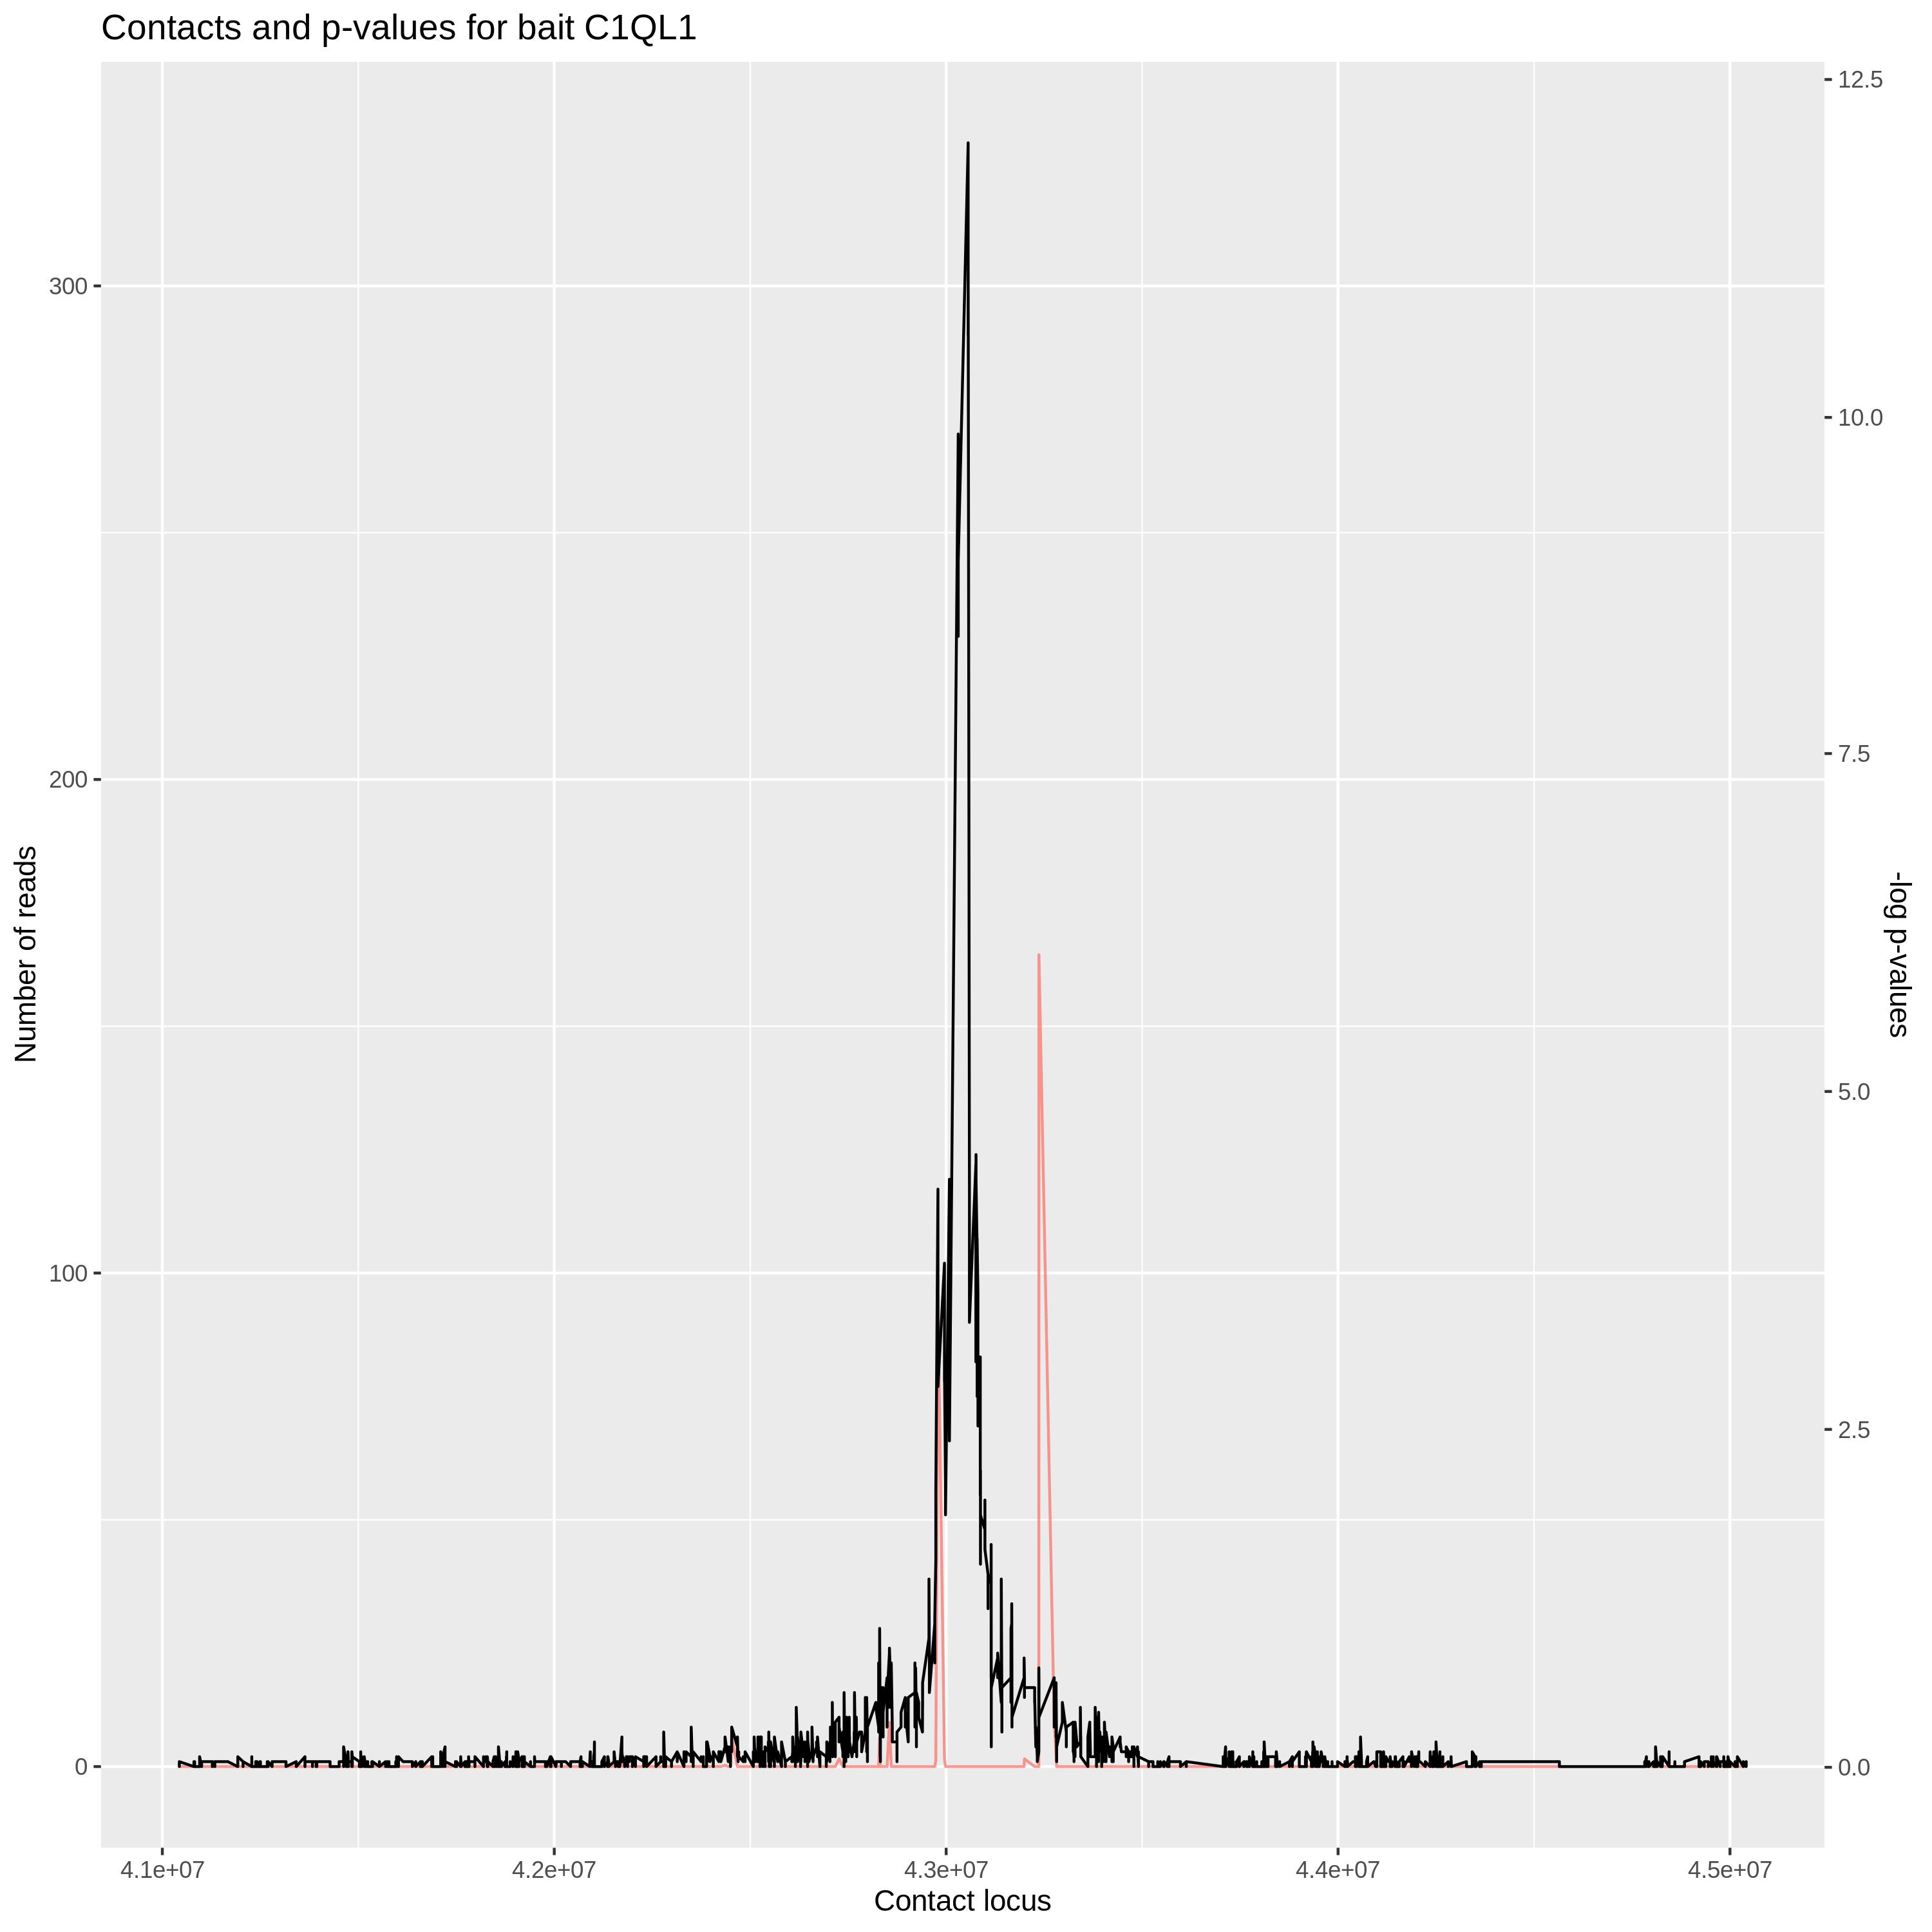 Contacts and p-values for bait C1QL1
12.5
300
10.0
200
7.5
Number of reads
-log p-values
5.0
100
2.5
0
0.0
4.1e+07
4.2e+07
4.3e+07
4.4e+07
4.5e+07
Contact locus